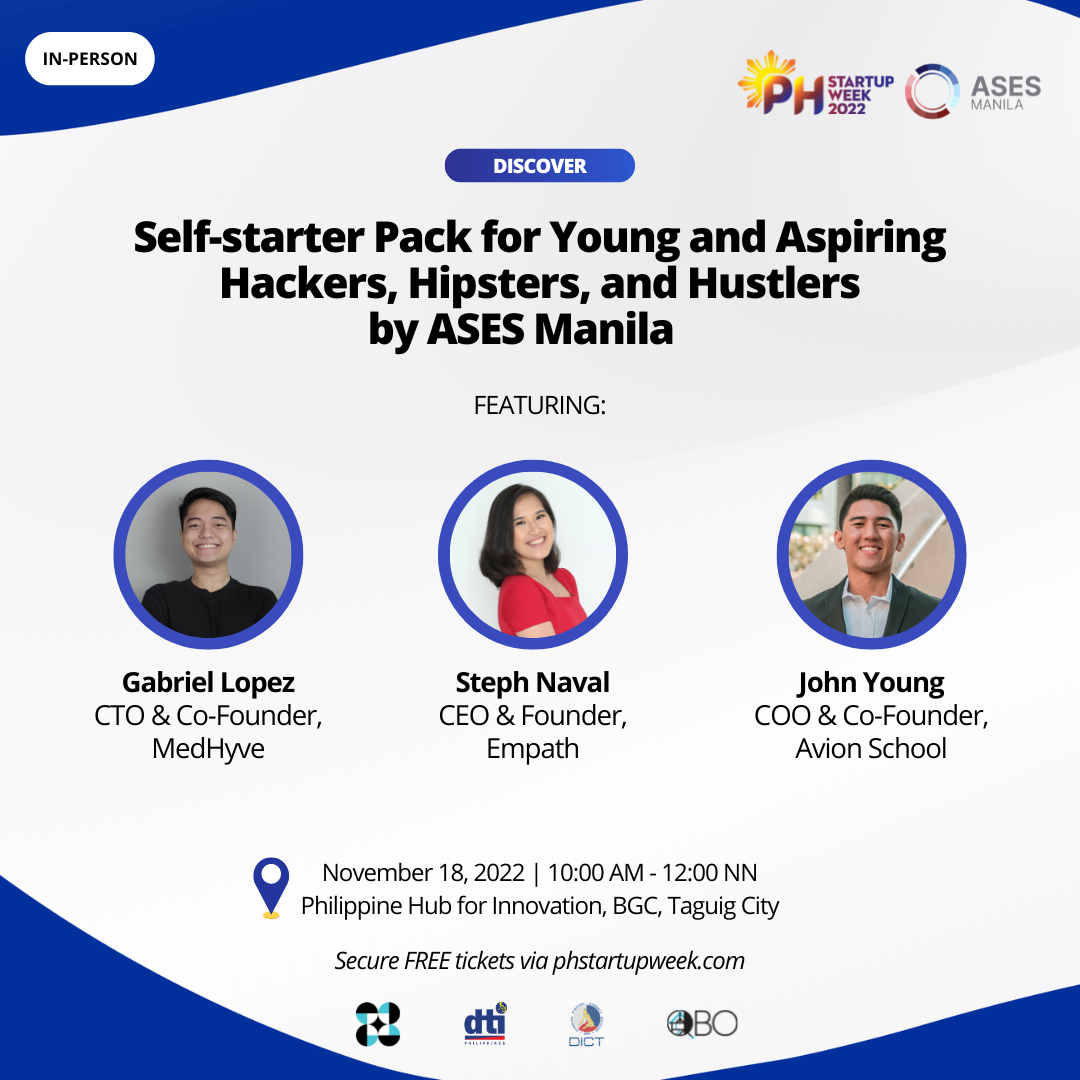 IN-PERSON
PH STARTUP
WEEK
2022
ASES
MANILA
DISCOVER
Self-starter Pack for Young and Aspiring
Hackers, Hipsters, and Hustlers
by ASES Manila
FEATURING:
Gabriel Lopez
CTO & Co-Founder,
MedHyve
Steph Naval
CEO & Founder,
Empath
John Young
COO & Co-Founder,
Avion School
November 18, 2022 | 10:00 AM - 12:00 NN
Philippine Hub for Innovation, BGC, Taguig City
Secure FREE tickets via phstartupweek.com
dti
PHILIPPINES
DICT
QBO